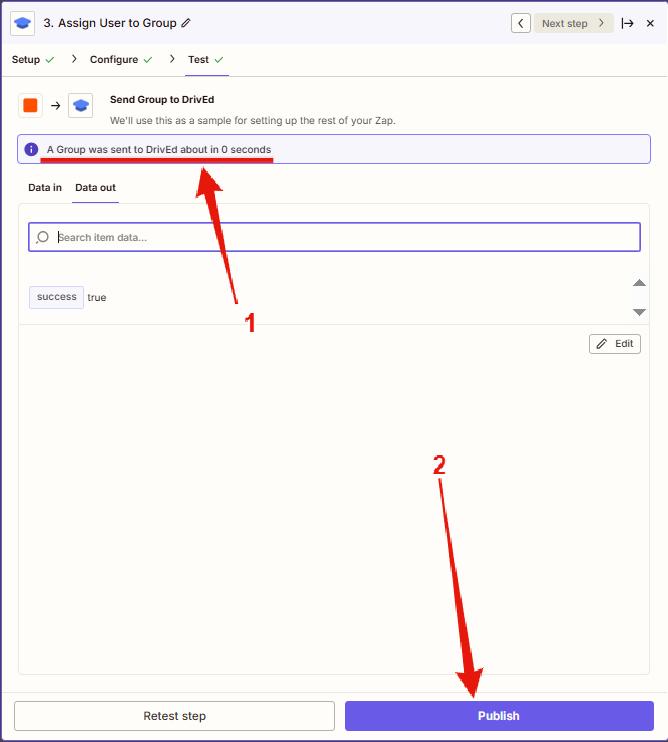 3. Assign User to Group
Next step
Setup
Configure
Test
Send Group to DrivEd
We'll use this as a sample for setting up the rest of your Zap.
A Group was sent to DrivEd about in 0 seconds
Data in
Data out
1
Search item data...
success true
Edit
2
Retest step
Publish